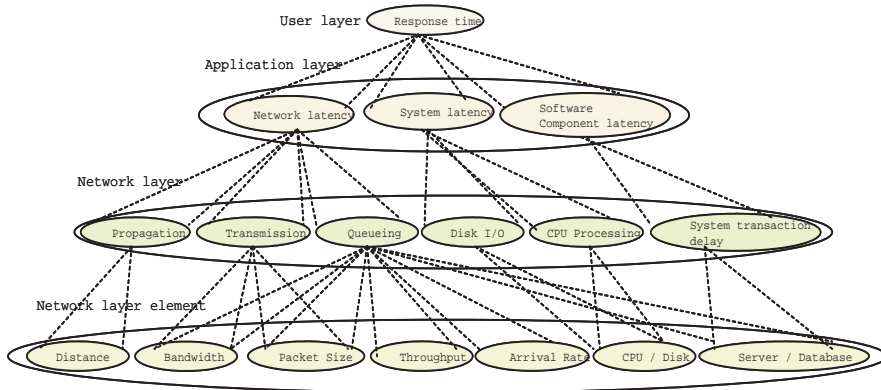 User layer
Response time
Application layer
Network latency
System latency
Software
Component latency
Network layer
Propagation
Transmission
Queueing
Disk I/O
CPU Processing
System transaction
delay
Network layer element
Distance
Bandwidth
Packet Size
Throughput
Arrival Rate
CPU / Disk
Server / Database